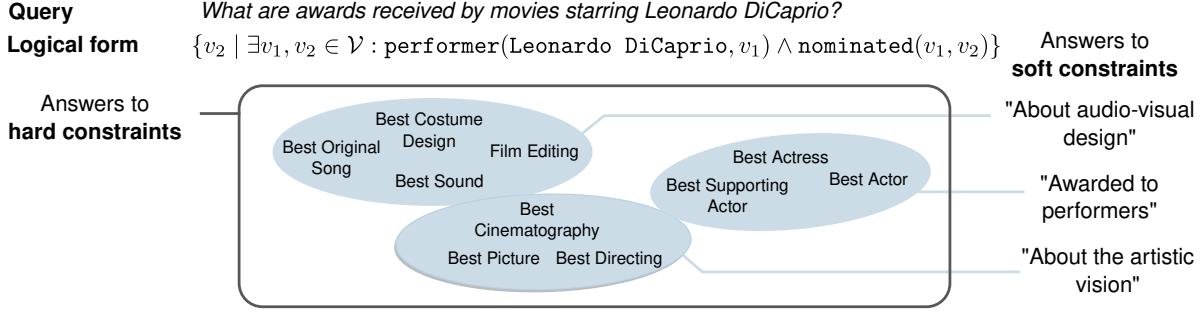 Query What are awards received by movies starring Leonardo DiCaprio?
Logical form {v₂ | ∃v₁, v₂ ∈ 𝒱 : performer(Leonardo DiCaprio, v₁) ∧ nominated(v₁, v₂)}
Answers to
soft constraints
Answers to
hard constraints
Best Costume
Design
Best Original
Song
Film Editing
Best Sound
Best Actress
Best Supporting
Actor
Best Actor
Best
Cinematography
Best Picture
Best Directing
"About audio-visual
design"
"Awarded to
performers"
"About the artistic
vision"